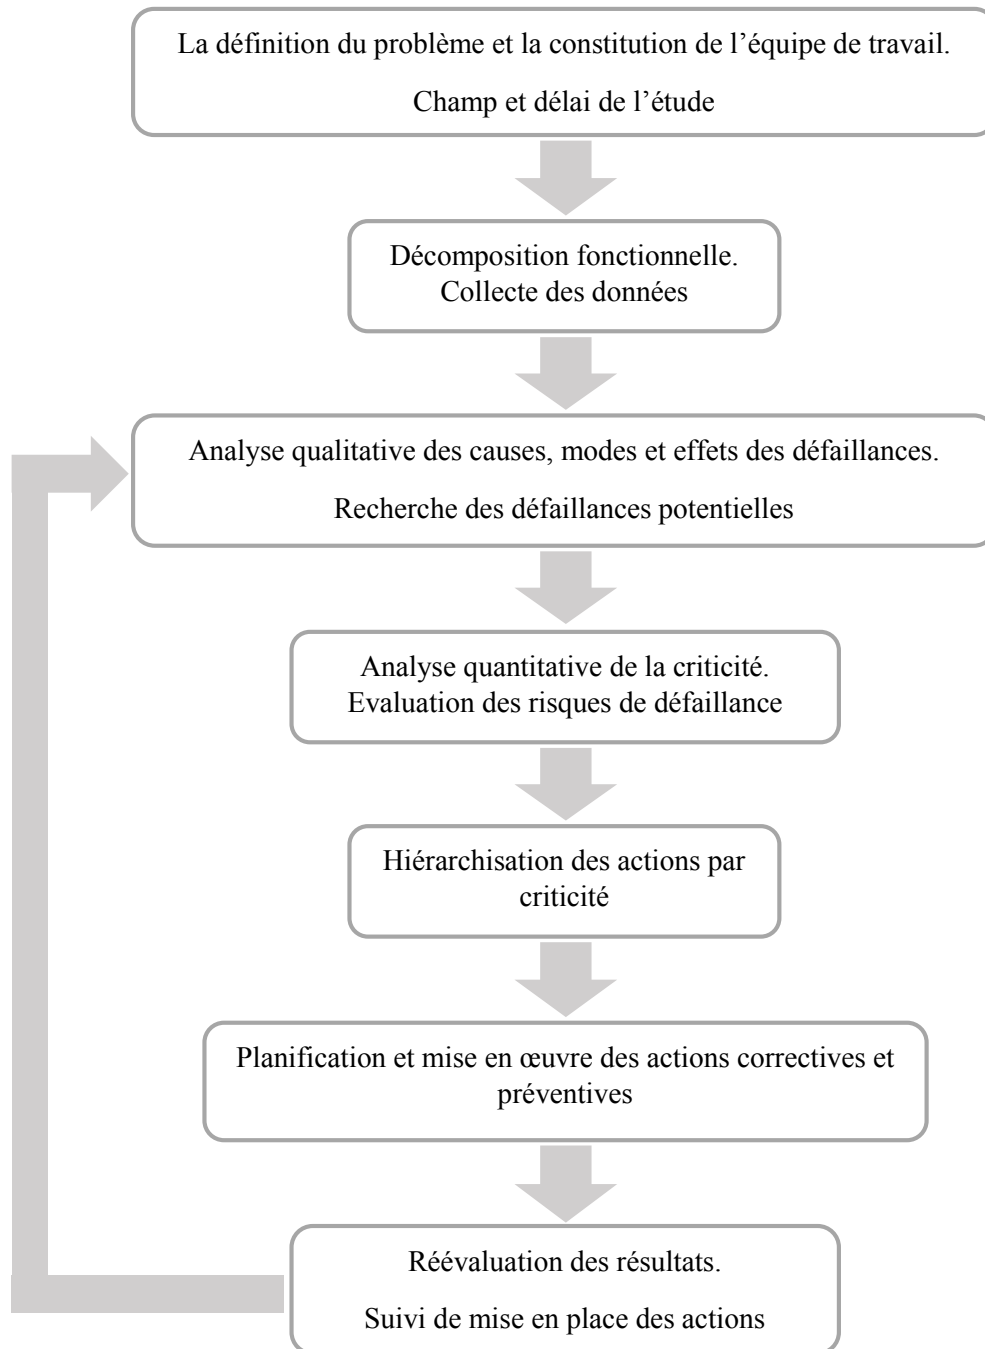 La définition du problème et la constitution de l’équipe de travail.
Champ et délai de l’étude
Décomposition fonctionnelle.
Collecte des données
Analyse qualitative des causes, modes et effets des défaillances.
Recherche des défaillances potentielles
Analyse quantitative de la criticité.
Evaluation des risques de défaillance
Hiérarchisation des actions par
criticité
Planification et mise en œuvre des actions correctives et
préventives
Réévaluation des résultats.
Suivi de mise en place des actions